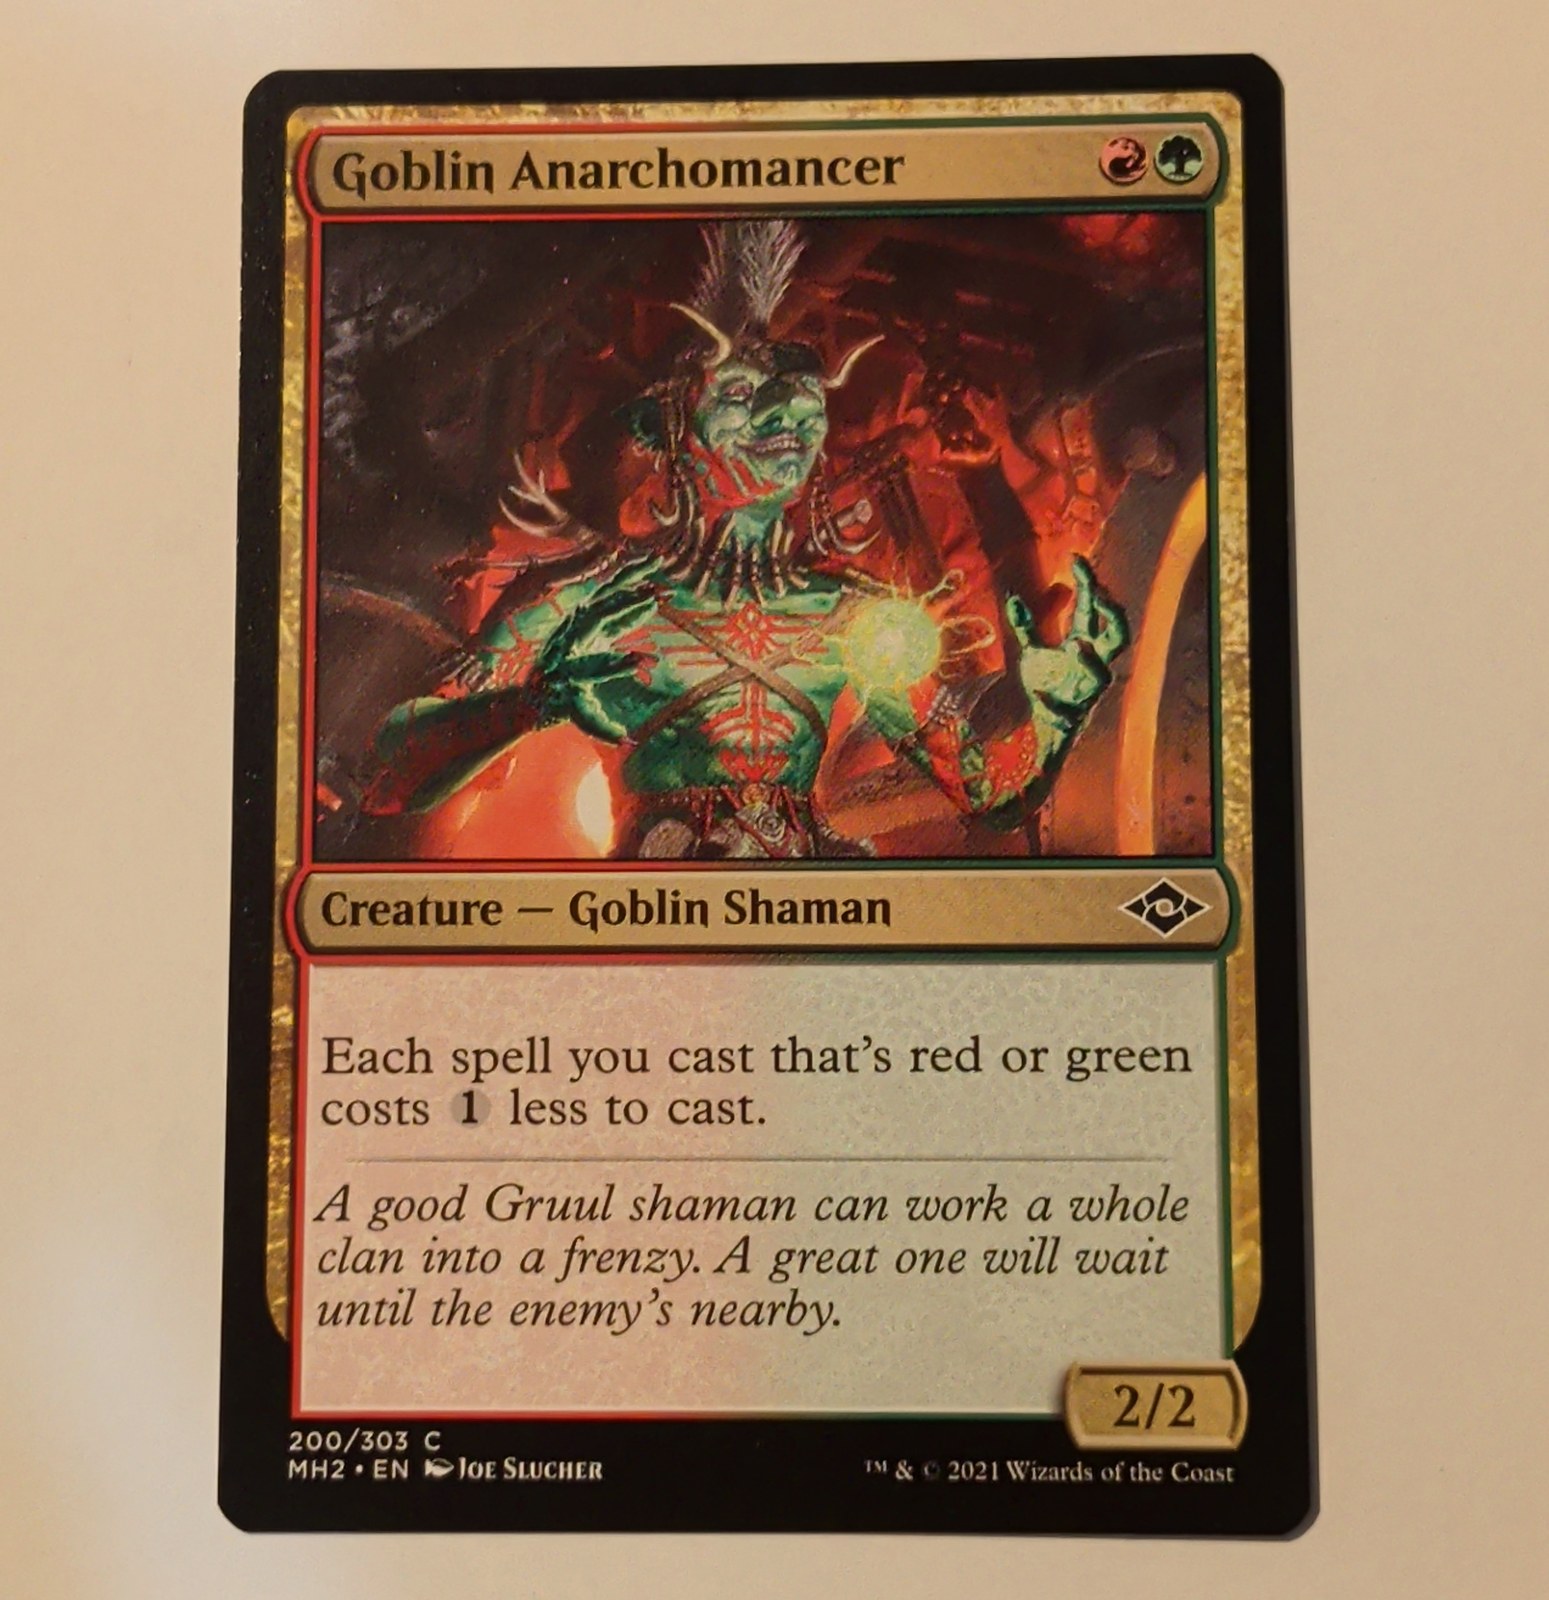 Goblin Anarchomancer
Creature — Goblin Shaman
Each spell you cast that's red or green
costs 1 less to cast.
A good Gruul shaman can work a whole
clan into a frenzy. A great one will wait
until the enemy's nearby.
2/2
200/303 C
MH2 • EN Joe Slucher
™ & © 2021 Wizards of the Coast